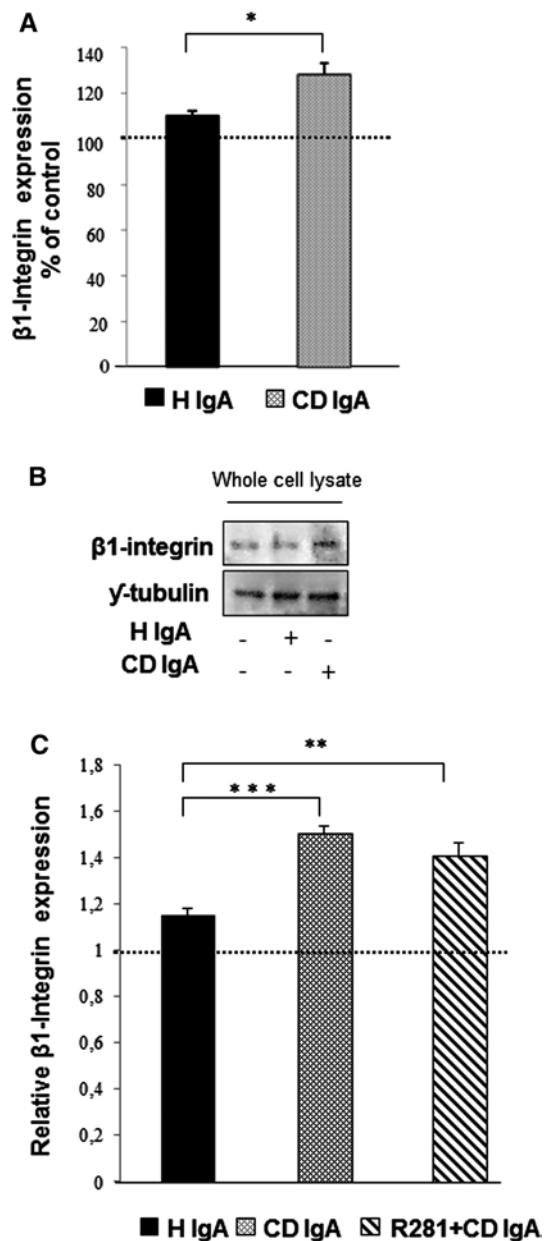 A
*
140
120
100
80
60
40
20
0
β1-Integrin expression
% of control
H IgA CD IgA
B
Whole cell lysate
β1-integrin
γ-tubulin
H IgA - + -
CD IgA - - +
C
**
***
1,8
1,6
1,4
1,2
1
0,8
0,6
0,4
0,2
0
Relative β1-Integrin expression
H IgA CD IgA R281+CD IgA